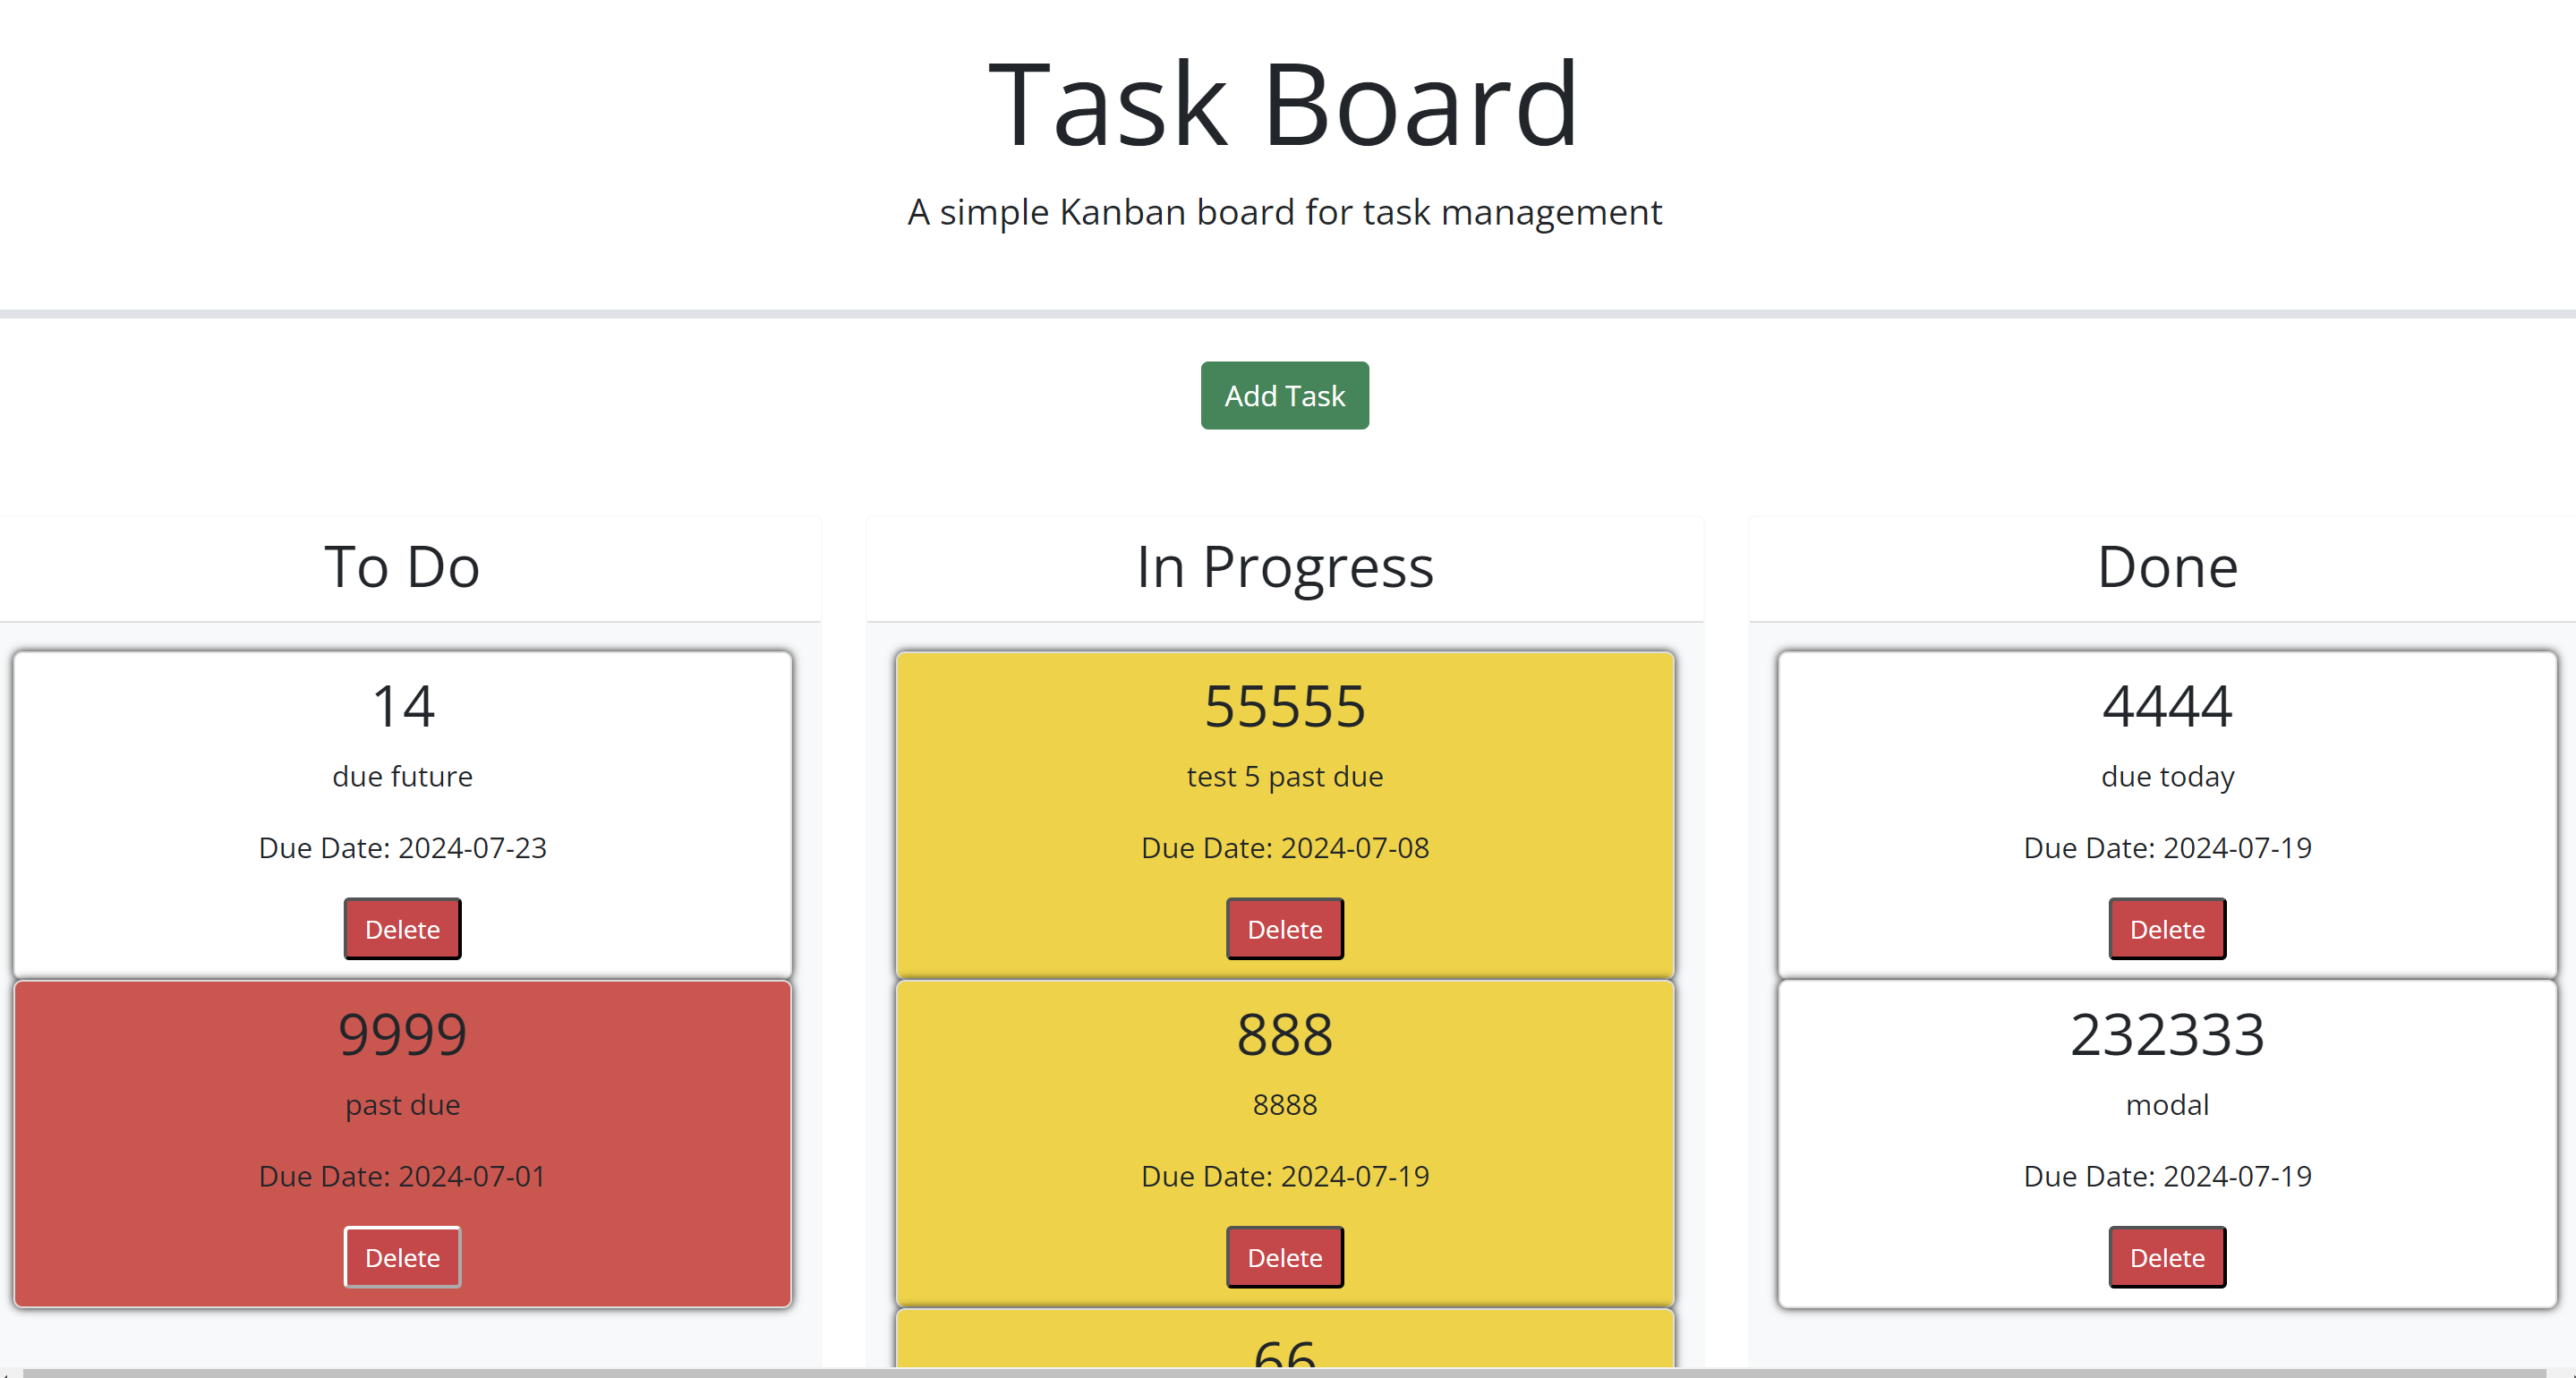 Task Board
A simple Kanban board for task management
Add Task
To Do
14
due future
Due Date: 2024-07-23
Delete
9999
past due
Due Date: 2024-07-01
Delete
In Progress
55555
test 5 past due
Due Date: 2024-07-08
Delete
888
8888
Due Date: 2024-07-19
Delete
66
Done
4444
due today
Due Date: 2024-07-19
Delete
232333
modal
Due Date: 2024-07-19
Delete